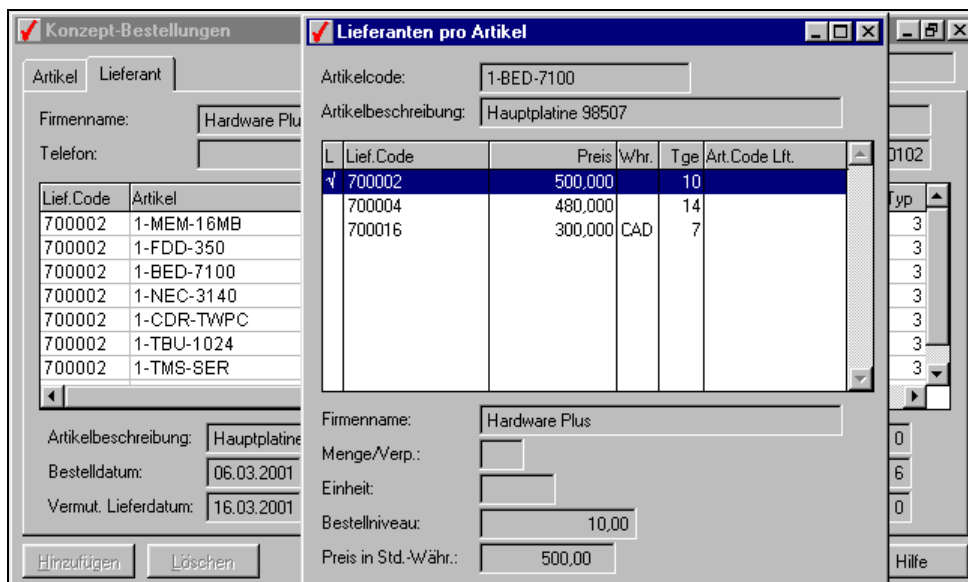 Konzept-Bestellungen
Artikel Lieferant
Firmenname: Hardware Plu
Telefon: 0102
Lief.Code Artikel Typ
700002 1-MEM-16MB 3
700002 1-FDD-350 3
700002 1-BED-7100 3
700002 1-NEC-3140 3
700002 1-CDR-TWPC 3
700002 1-TBU-1024 3
700002 1-TMS-SER 3
Artikelbeschreibung: Hauptplatine 0
Bestelldatum: 06.03.2001 6
Vermut. Lieferdatum: 16.03.2001 0
Hinzufügen Löschen Hilfe
Lieferanten pro Artikel
Artikelcode: 1-BED-7100
Artikelbeschreibung: Hauptplatine 98507
L Lief.Code Preis Whr. Tge Art.Code Lft.
√ 700002 500,000 10
700004 480,000 14
700016 300,000 CAD 7
Firmenname: Hardware Plus
Menge/Verp.:
Einheit:
Bestellniveau: 10,00
Preis in Std.-Währ.: 500,00